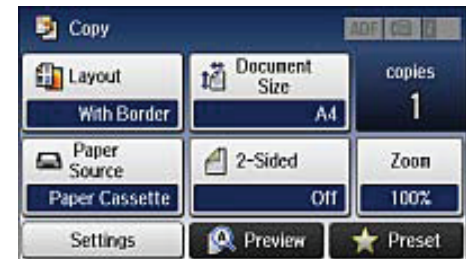 Copy
ADF
Layout
With Border
Document
Size
A4
copies
1
Paper
Source
Paper Cassette
2-Sided
Off
Zoom
100%
Settings
Preview
Preset